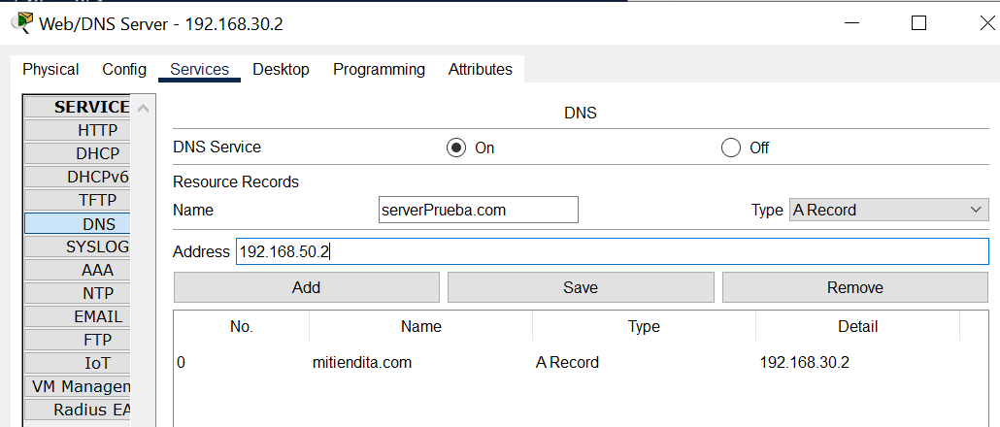 Web/DNS Server - 192.168.30.2
Physical Config Services Desktop Programming Attributes
SERVICE
HTTP
DHCP
DHCPv6
TFTP
DNS
SYSLOG
AAA
NTP
EMAIL
FTP
IoT
VM Managem
Radius EA
DNS
DNS Service On Off
Resource Records
Name serverPrueba.com Type A Record
Address 192.168.50.2
Add Save Remove
No. Name Type Detail
0 mitiendita.com A Record 192.168.30.2